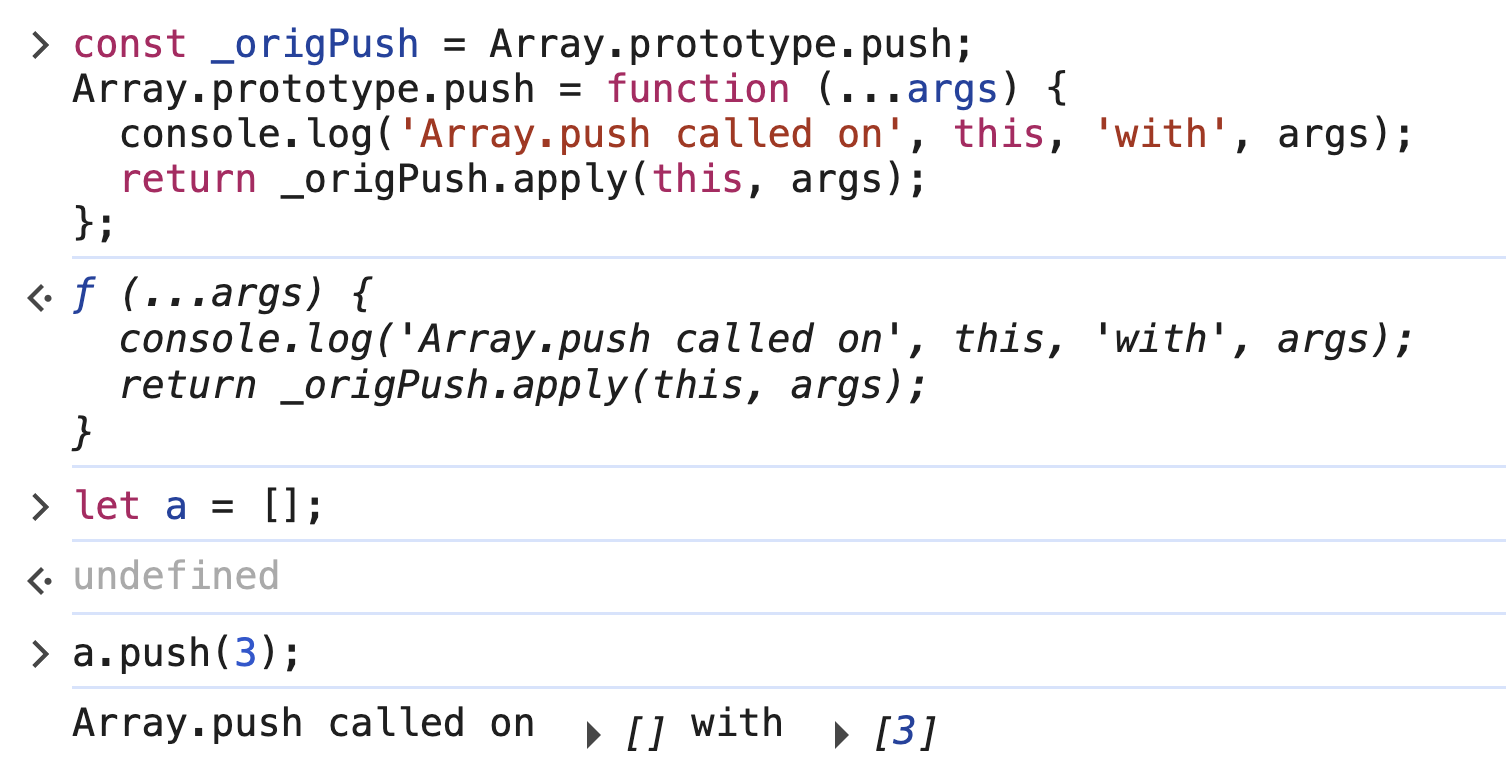 const _origPush = Array.prototype.push;
Array.prototype.push = function (...args) {
  console.log('Array.push called on', this, 'with', args);
  return _origPush.apply(this, args);
};
ƒ (...args) {
  console.log('Array.push called on', this, 'with', args);
  return _origPush.apply(this, args);
}
let a = [];
undefined
a.push(3);
Array.push called on ▶ [] with ▶ [3]